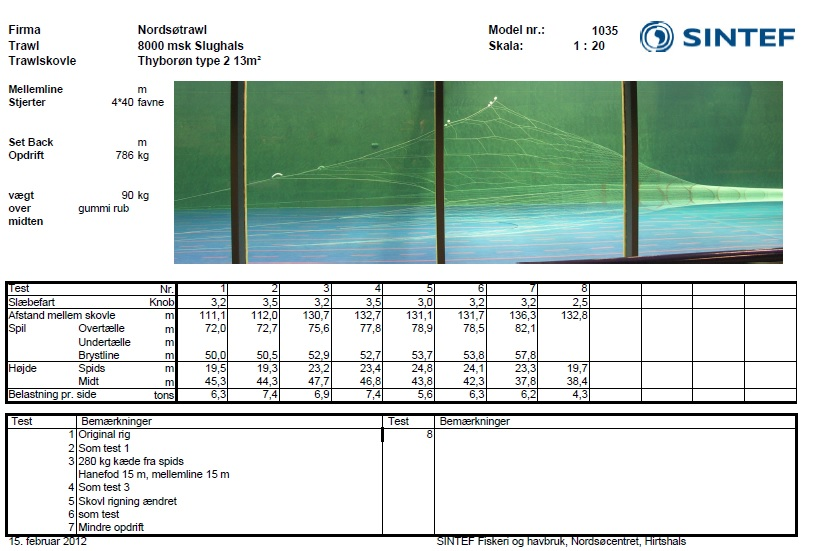 Firma Nordsøtrawl Model nr.: 1035 SINTEF
Trawl 8000 msk Slughals Skala: 1 : 20
Trawlskovle Thyborøn type 2 13m²
Mellemline m
Stjerter 4*40 favne
Set Back m
Opdrift 786 kg
vægt 90 kg
over gummi rub
midten
Test Nr. 1 2 3 4 5 6 7 8
Slæbefart Knob 3,2 3,5 3,2 3,2 3,0 3,2 3,2 2,5
Afstand mellem skovle m 111,1 112,0 130,7 132,7 131,1 131,7 136,3 132,8
Spil Overtælle m 72,0 72,7 75,6 77,8 78,9 78,5 82,1
Undertælle m
Brystline m 50,0 50,5 52,9 52,7 53,7 53,8 57,8
Højde Spids m 19,5 19,3 23,2 23,4 24,8 24,1 23,3 19,7
Midt m 45,3 44,3 47,7 46,8 43,8 42,3 37,8 38,4
Belastning pr. side tons 6,3 7,4 6,9 7,4 5,6 6,3 6,2 4,3
Test Bemærkninger Test Bemærkninger
1 Original rig 8
2 Som test 1
3 280 kg kæde fra spids
Hanefod 15 m, mellemline 15 m
4 Som test 3
5 Skovl rigning ændret
6 som test
7 Mindre opdrift
15. februar 2012 SINTEF Fiskeri og havbruk, Nordsøcentret, Hirtshals